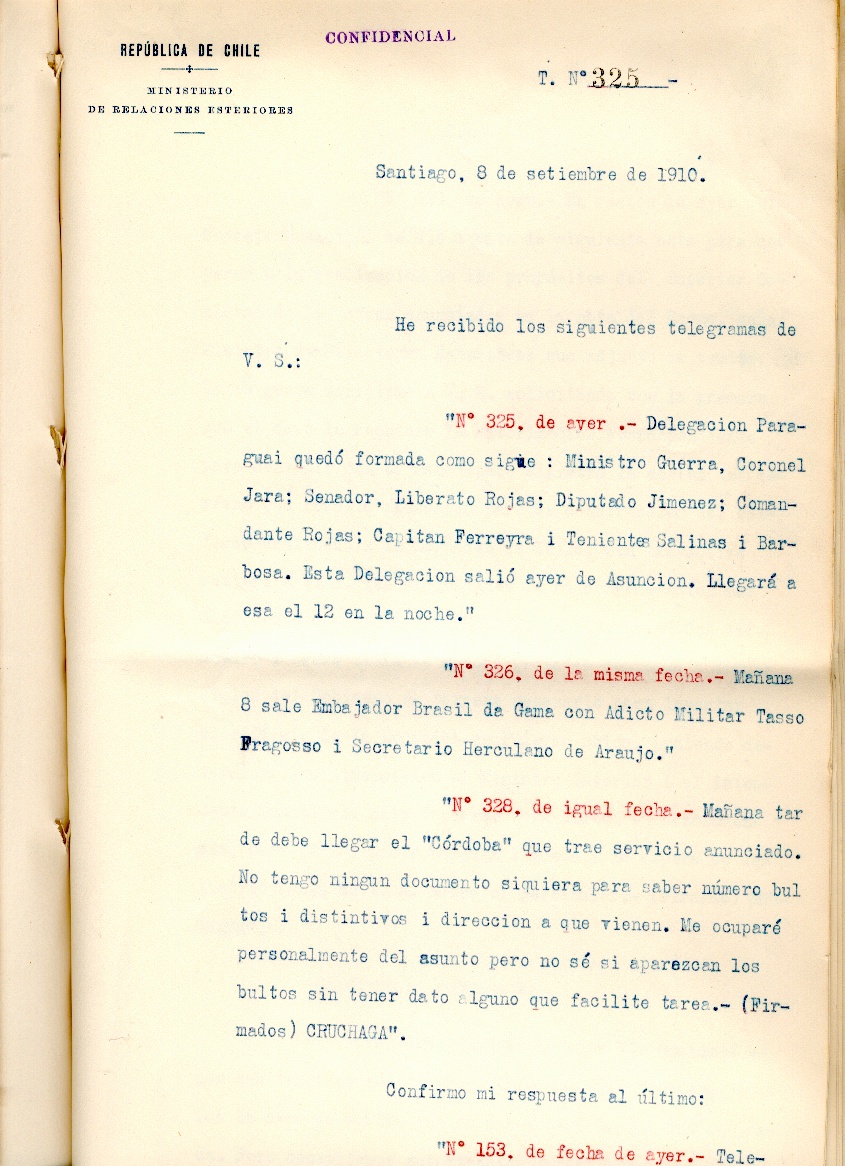 CONFIDENCIAL
REPÚBLICA DE CHILE
MINISTERIO
DE RELACIONES ESTERIORES
T. N° 325 -
Santiago, 8 de setiembre de 1910.
He recibido los siguientes telegramas de
V. S.:
"N° 325. de ayer .- Delegacion Para-
guai quedó formada como sigue : Ministro Guerra, Coronel
Jara; Senador, Liberato Rojas; Diputado Jimenez; Coman-
dante Rojas; Capitan Ferreyra i Tenientes Salinas i Bar-
bosa. Esta Delegacion salió ayer de Asuncion. Llegará a
esa el 12 en la noche."
"N° 326. de la misma fecha.- Mañana
8 sale Embajador Brasil da Gama con Adicto Militar Tasso
Fragosso i Secretario Herculano de Araujo."
"N° 328. de igual fecha.- Mañana tar
de debe llegar el "Córdoba" que trae servicio anunciado.
No tengo ningun documento siquiera para saber número bul
tos i distintivos i direccion a que vienen. Me ocuparé
personalmente del asunto pero no sé si aparezcan los
bultos sin tener dato alguno que facilite tarea.- (Fir-
mados) CRUCHAGA".
Confirmo mi respuesta al último:
"N° 153. de fecha de ayer.- Tele-